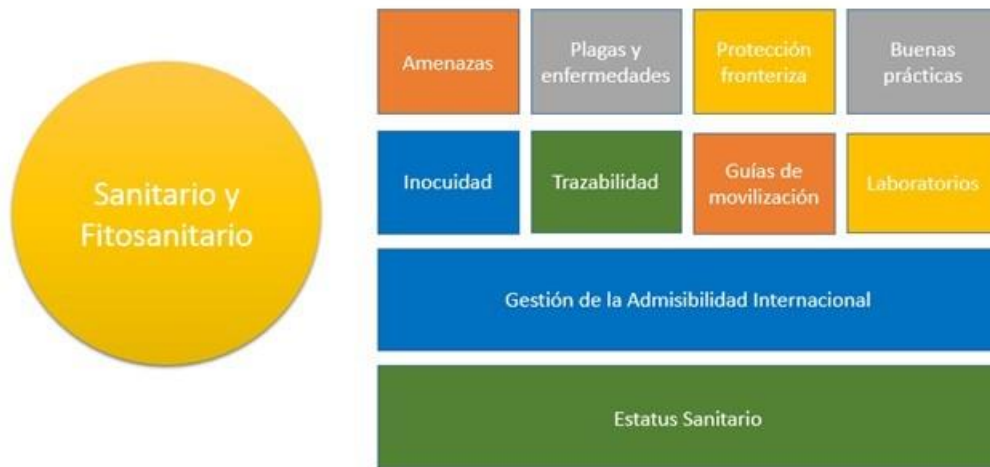 Sanitario y
Fitosanitario
Amenazas
Plagas y
enfermedades
Protección
fronteriza
Buenas
prácticas
Inocuidad
Trazabilidad
Guías de
movilización
Laboratorios
Gestión de la Admisibilidad Internacional
Estatus Sanitario